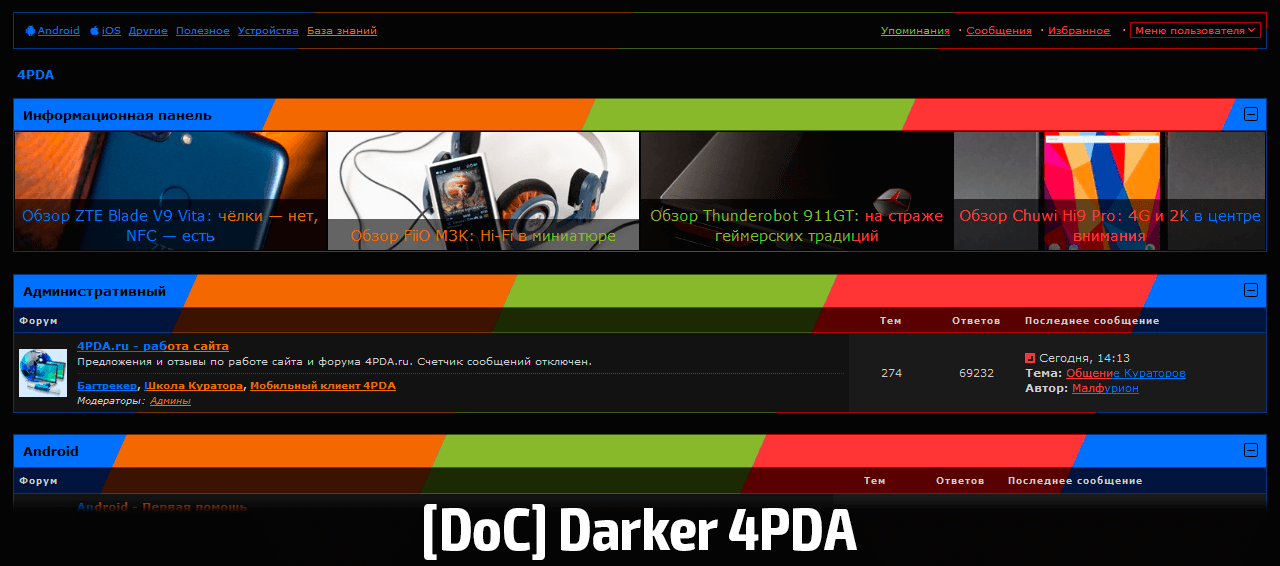 Android iOS Другие Полезное Устройства База знаний Упоминания · Сообщения · Избранное · Меню пользователя
4PDA
Информационная панель
Обзор ZTE Blade V9 Vita: чёлки — нет,
NFC — есть
Обзор FiiO M3K: Hi-Fi в миниатюре
Обзор Thunderobot 911GT: на страже
геймерских традиций
Обзор Chuwi Hi9 Pro: 4G и 2K в центре
внимания
Административный
Форум Тем Ответов Последнее сообщение
4PDA.ru - работа сайта
Предложения и отзывы по работе сайта и форума 4PDA.ru. Счетчик сообщений отключен.
Багтрекер, Школа Куратора, Мобильный клиент 4PDA
Модераторы: Админы
274
69232
Сегодня, 14:13
Тема: Общение Кураторов
Автор: Малфурион
Android
Форум Тем Ответов Последнее сообщение
Android - Первая помощь
[DoC] Darker 4PDA